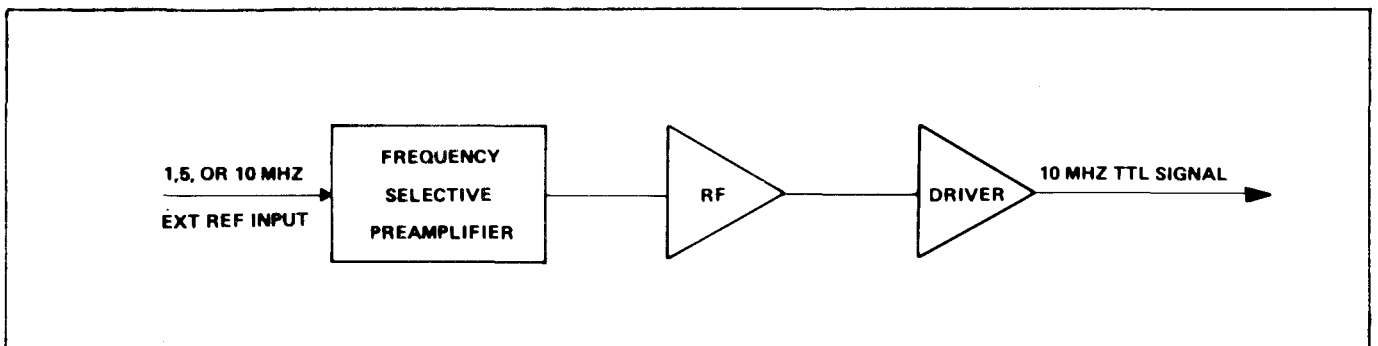 1,5, OR 10 MHZ
EXT REF INPUT
FREQUENCY
SELECTIVE
PREAMPLIFIER
RF
DRIVER
10 MHZ TTL SIGNAL